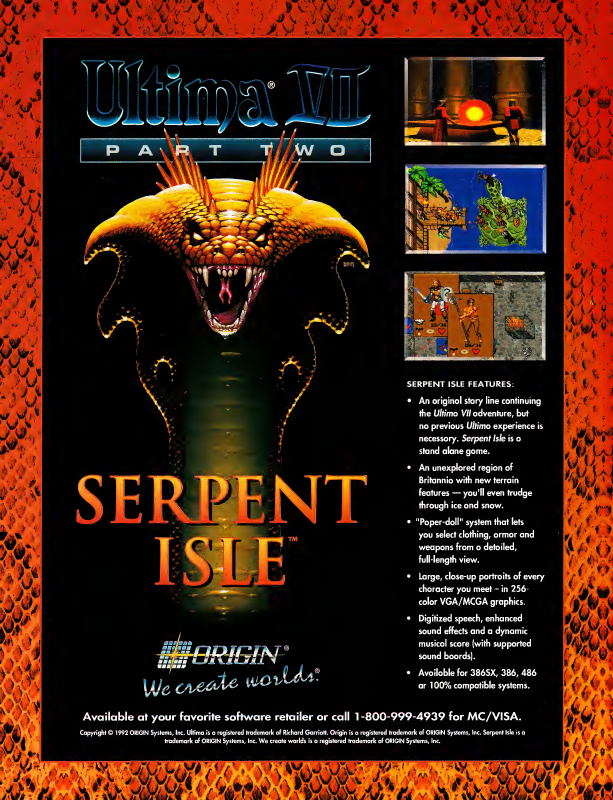 Ultima® VII
PART TWO
SERPENT
ISLE™
ORIGIN®
We create worlds.®
SERPENT ISLE FEATURES:
• An original story line continuing
the Ultima VII adventure, but
no previous Ultima experience is
necessary. Serpent Isle is a
stand alane game.
• An unexplored region of
Britannia with new terrain
features — you'll even trudge
through ice and snow.
• "Paper-doll" system that lets
you select clothing, armor and
weapons from a detailed,
full-length view.
• Large, close-up portraits of every
character you meet – in 256-
color VGA/MCGA graphics.
• Digitized speech, enhanced
sound effects and a dynamic
musical score (with supported
sound boards).
• Available for 386SX, 386, 486
or 100% compatible systems.
Available at your favorite software retailer or call 1-800-999-4939 for MC/VISA.
Copyright © 1992 ORIGIN Systems, Inc. Ultima is a registered trademark of Richard Garriott. Origin is a registered trademark of ORIGIN Systems, Inc. Serpent Isle is a
trademark of ORIGIN Systems, Inc. We create worlds is a registered trademark of ORIGIN Systems, Inc.